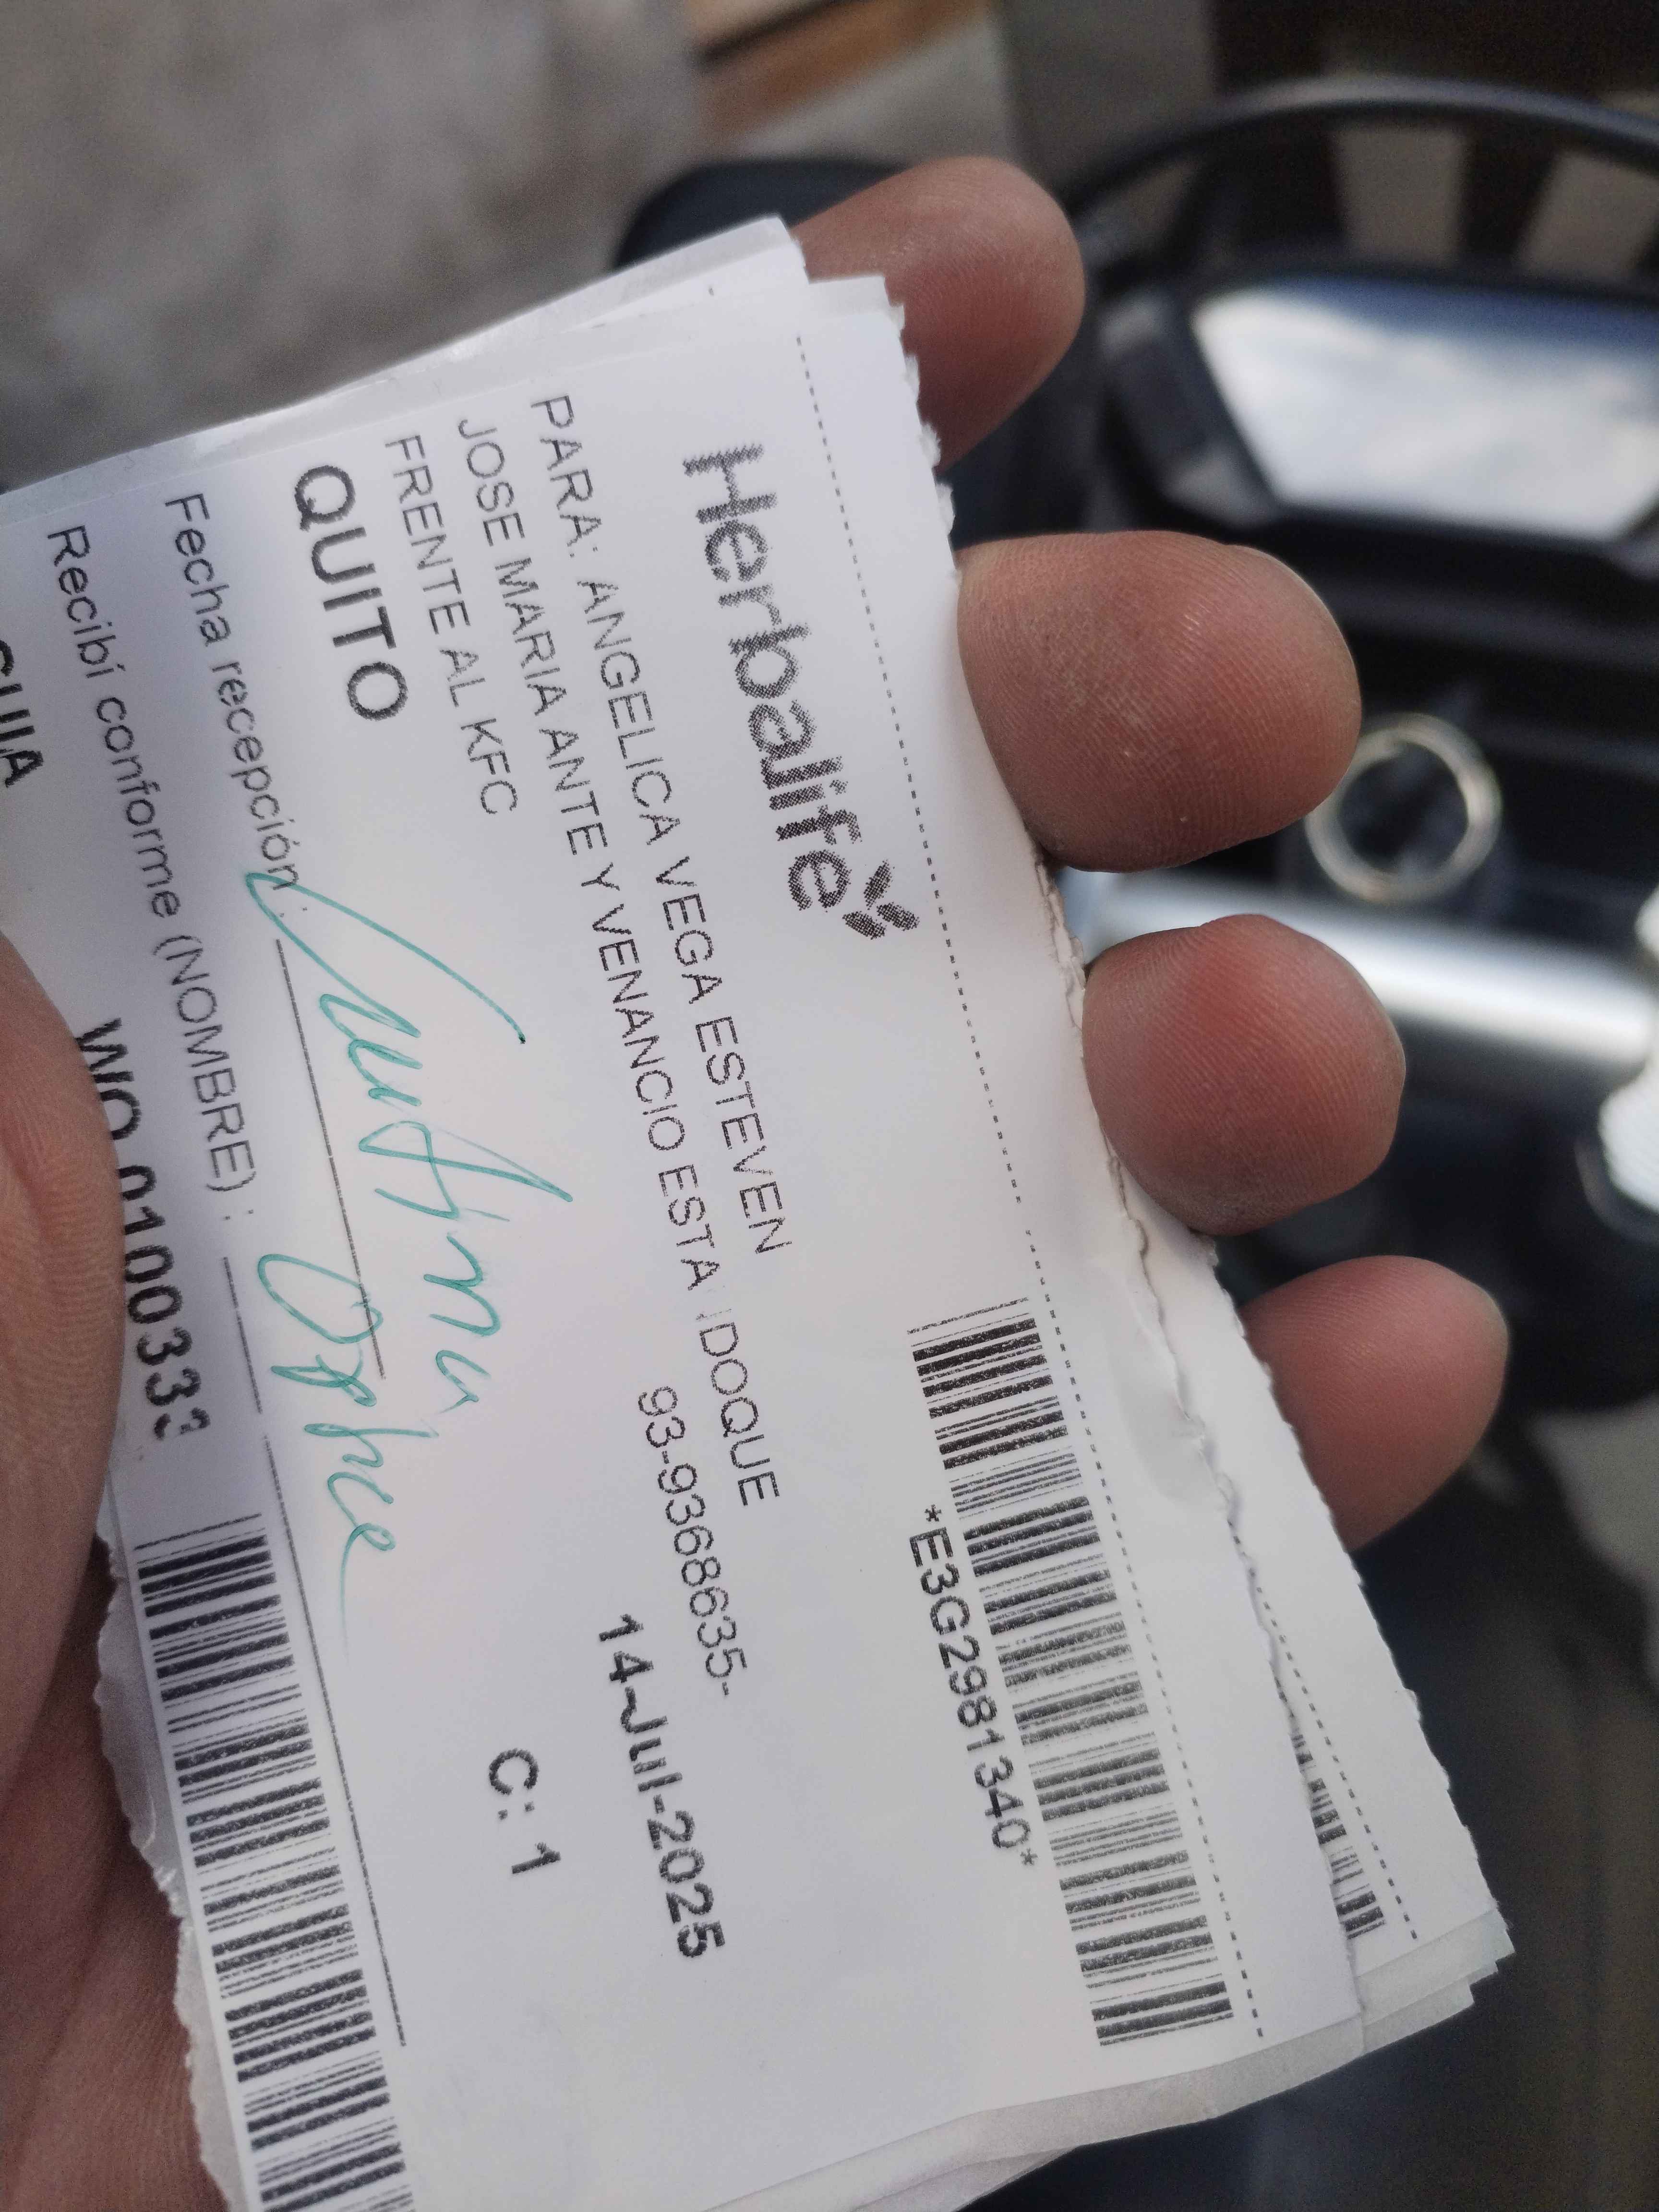 Herbalife
*E3G2981340*
PARA: ANGELICA VEGA ESTEVEN DOQUE
JOSE MARIA ANTE Y VENANCIO ESTA 93-9368635-
FRENTE AL KFC
14-Jul-2025
QUITO
C: 1
Fecha recepción:
Recibí conforme (NOMBRE) :
GUIA